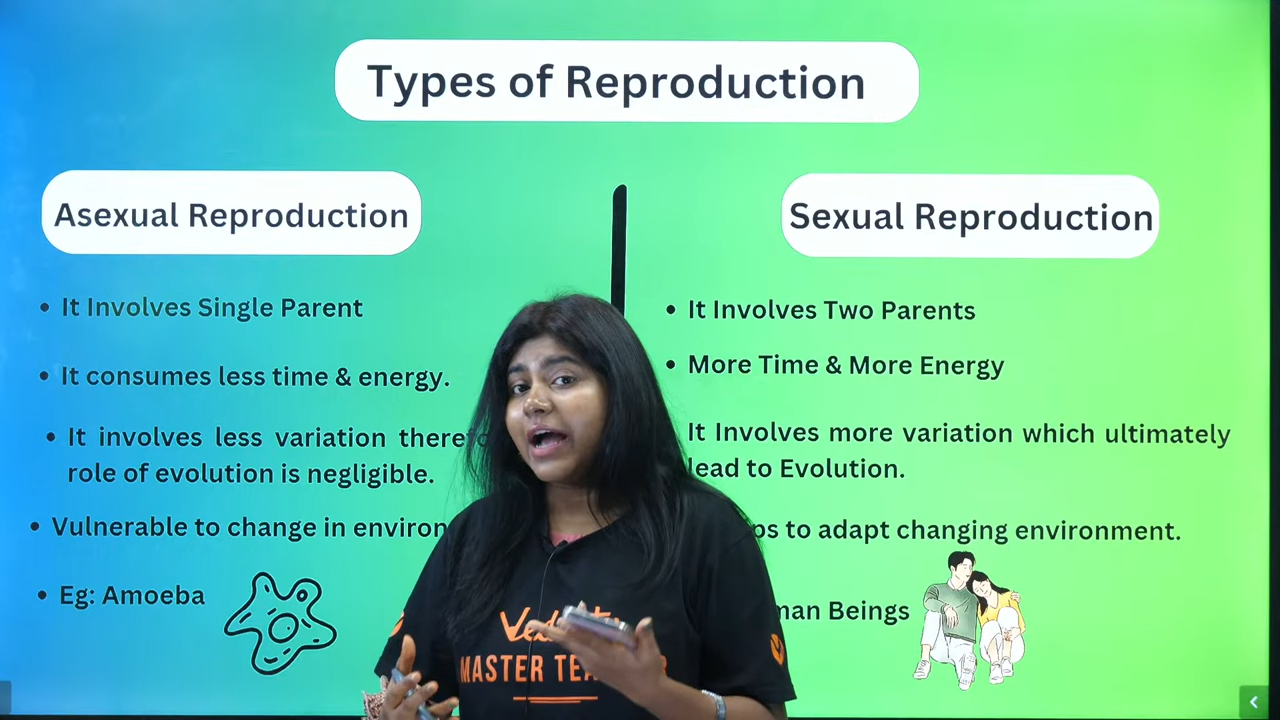 Types of Reproduction
Asexual Reproduction
• It Involves Single Parent
• It consumes less time & energy.
• It involves less variation
role of evolution is negligible.
• Vulnerable to change in
• Eg: Amoeba
Sexual Reproduction
• It Involves Two Parents
• More Time & More Energy
It Involves more variation which ultimately
lead to Evolution.
to adapt changing environment.
Beings
MASTER